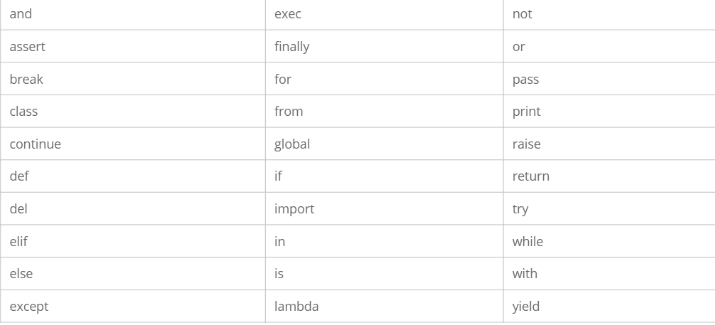 and exec not
assert finally or
break for pass
class from print
continue global raise
def if return
del import try
elif in while
else is with
except lambda yield